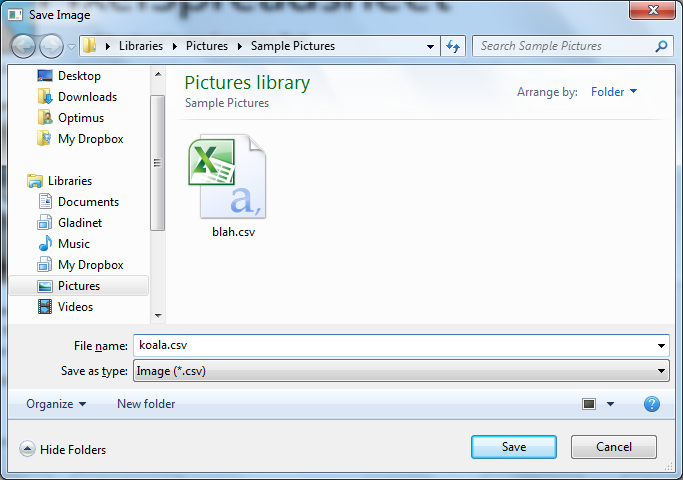 Save Image
Libraries Pictures Sample Pictures
Search Sample Pictures
Desktop
Downloads
Optimus
My Dropbox
Libraries
Documents
Gladinet
Music
My Dropbox
Pictures
Videos
Pictures library
Sample Pictures
Arrange by: Folder
X
a,
blah.csv
File name: koala.csv
Save as type: Image (*.csv)
Organize New folder
?
Hide Folders
Save Cancel